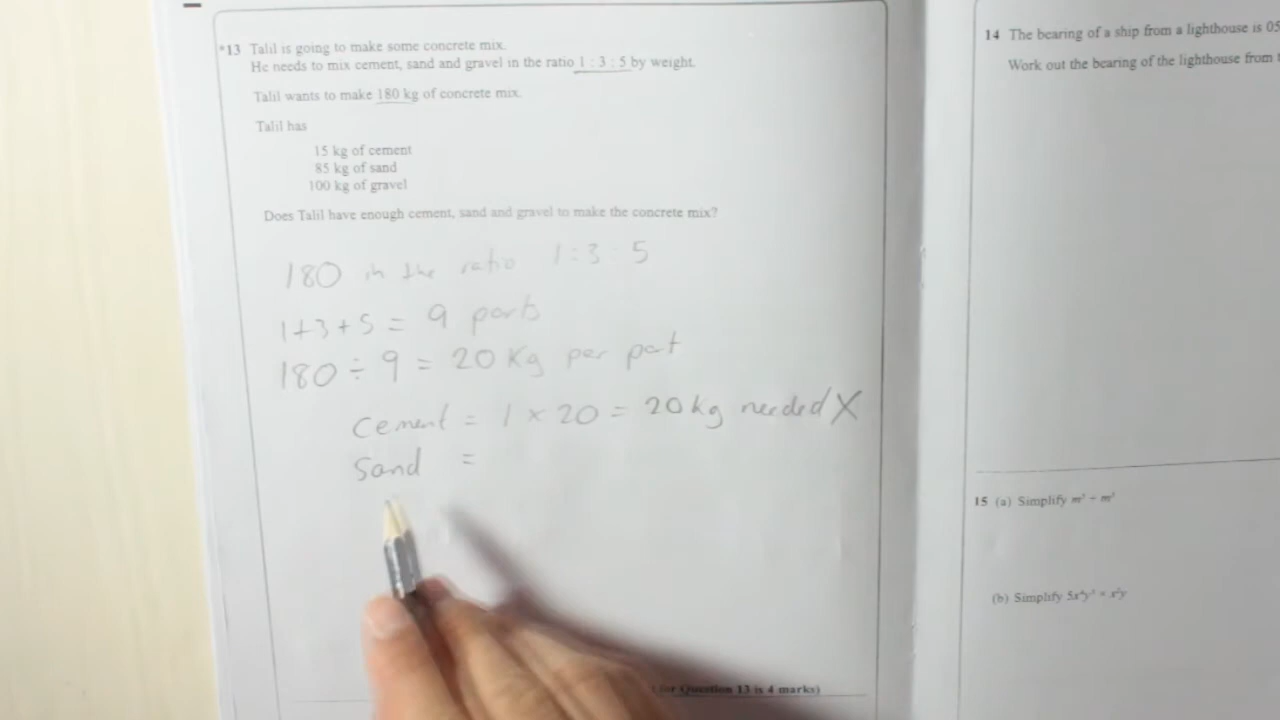 *13 Talil is going to make some concrete mix.
He needs to mix cement, sand and gravel in the ratio 1 : 3 : 5 by weight.
Talil wants to make 180 kg of concrete mix.
Talil has
15 kg of cement
85 kg of sand
100 kg of gravel
Does Talil have enough cement, sand and gravel to make the concrete mix?
180 in the ratio 1 : 3 : 5
1+3+5 = 9 parts
180 ÷ 9 = 20 Kg per part
Cement = 1 × 20 = 20kg needed X
Sand =
Question 13 is 4 marks)
14 The bearing of a ship from a lighthouse is 05
Work out the bearing of the lighthouse from
15 (a) Simplify
(b) Simplify